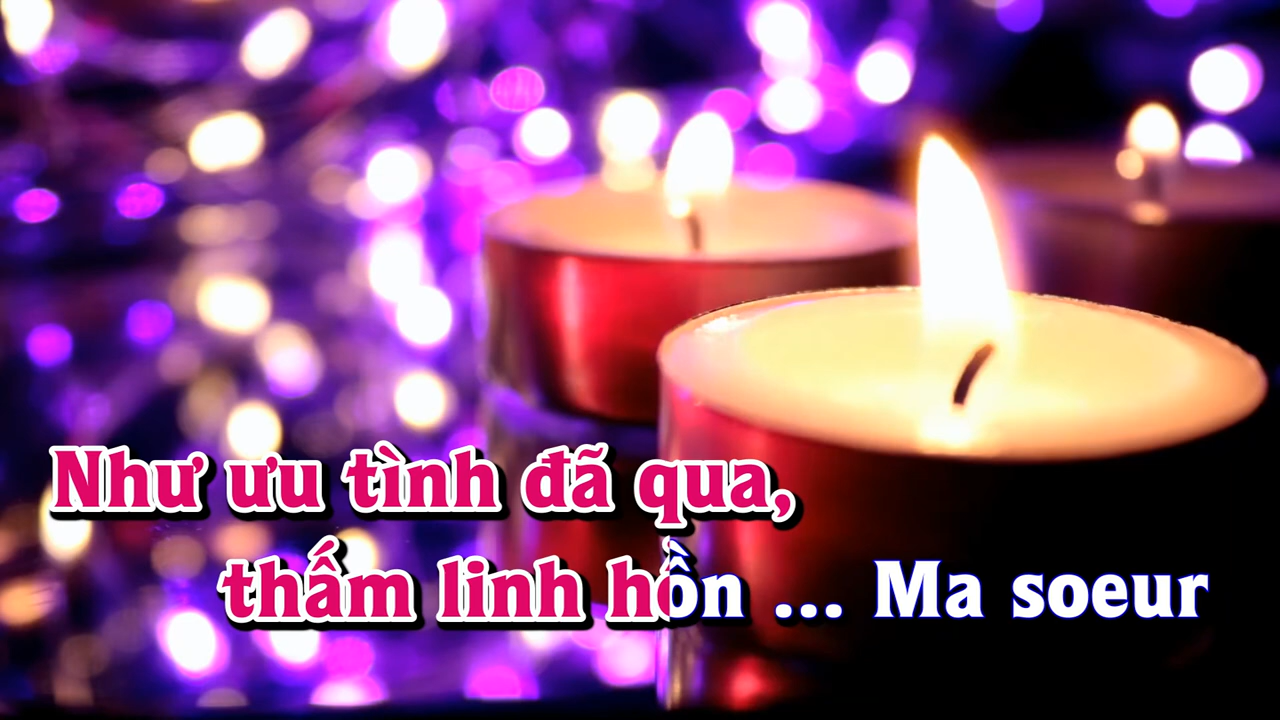 Như ưu tình đã qua,
thấm linh hồn ... Ma soeur